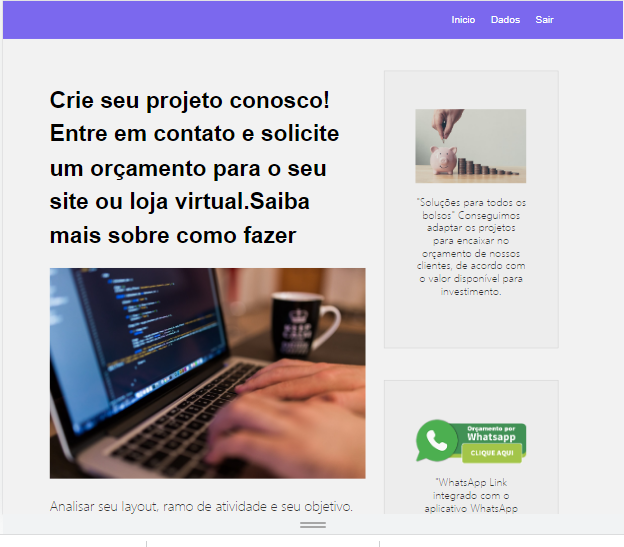 Inicio Dados Sair
Crie seu projeto conosco!
Entre em contato e solicite
um orçamento para o seu
site ou loja virtual.Saiba
mais sobre como fazer
KEEP
CALM
Analisar seu layout, ramo de atividade e seu objetivo.
"Soluções para todos os
bolsos" Conseguimos
adaptar os projetos
para encaixar no
orçamento de nossos
clientes, de acordo com
o valor disponível para
investimento.
Orçamento por
Whatsapp
CLIQUE AQUI
"WhatsApp Link
integrado com o
aplicativo WhatsApp